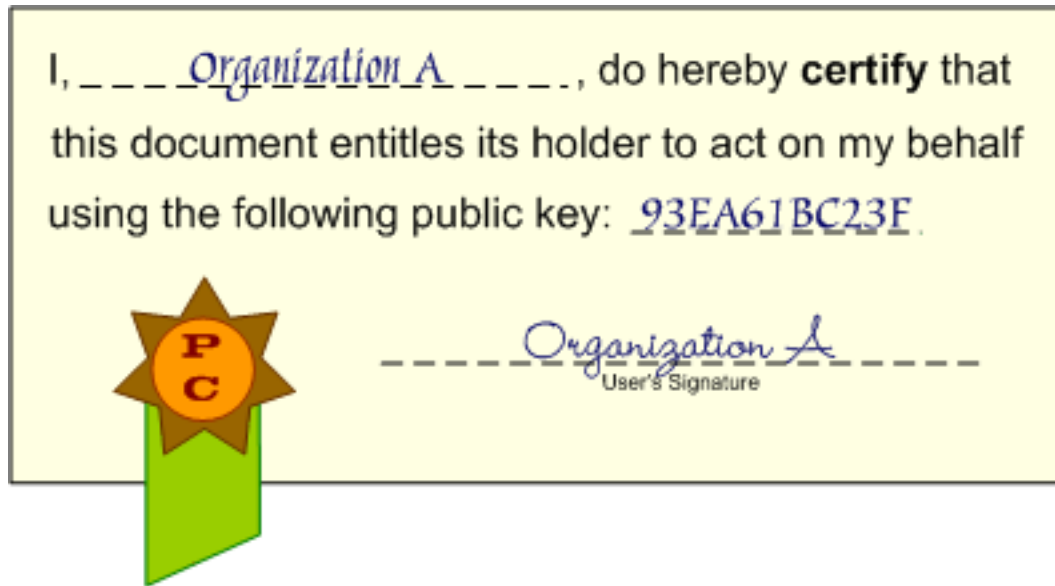 I, Organization A, do hereby certify that
this document entitles its holder to act on my behalf
using the following public key: 93EA61BC23F.
P
C
Organization A
User's Signature